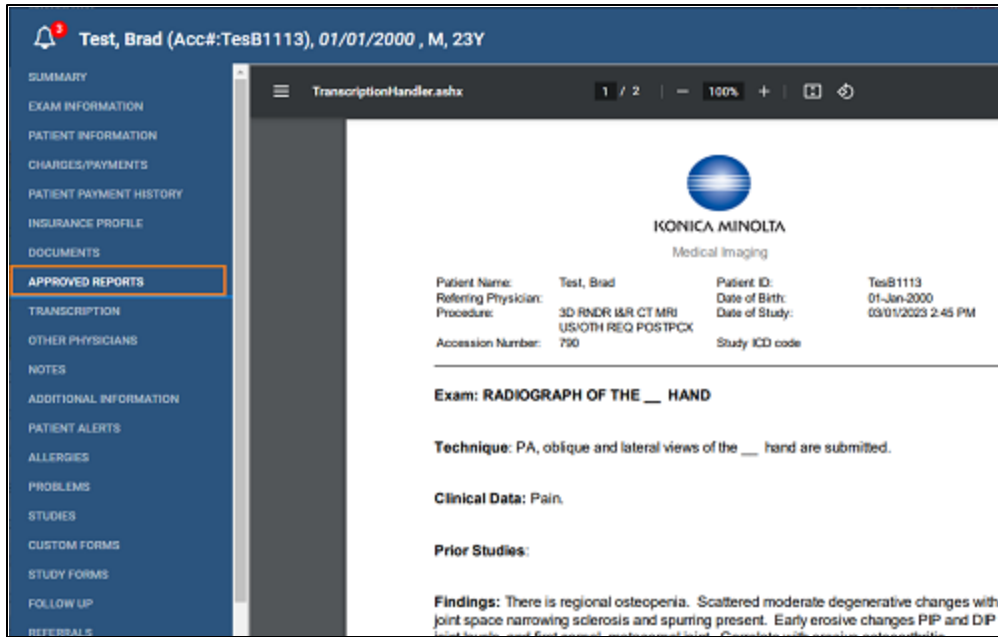 3
Test, Brad (Acc#:TesB1113), 01/01/2000 , M, 23Y
SUMMARY
EXAM INFORMATION
PATIENT INFORMATION
CHARGES/PAYMENTS
PATIENT PAYMENT HISTORY
INSURANCE PROFILE
DOCUMENTS
APPROVED REPORTS
TRANSCRIPTION
OTHER PHYSICIANS
NOTES
ADDITIONAL INFORMATION
PATIENT ALERTS
ALLERGIES
PROBLEMS
STUDIES
CUSTOM FORMS
STUDY FORMS
FOLLOW UP
REFERRALS
TranscriptionHandler.ashx 1 / 2 | − 100% + |
KONICA MINOLTA
Medical Imaging
Patient Name: Test, Brad Patient ID: TesB1113
Referring Physician: Date of Birth: 01-Jan-2000
Procedure: 3D RNDR I&R CT MRI Date of Study: 03/01/2023 2:45 PM
US/OTH REQ POSTPCX
Accession Number: 790 Study ICD code
Exam: RADIOGRAPH OF THE __ HAND
Technique: PA, oblique and lateral views of the __ hand are submitted.
Clinical Data: Pain.
Prior Studies:
Findings: There is regional osteopenia. Scattered moderate degenerative changes with
joint space narrowing sclerosis and spurring present. Early erosive changes PIP and DIP